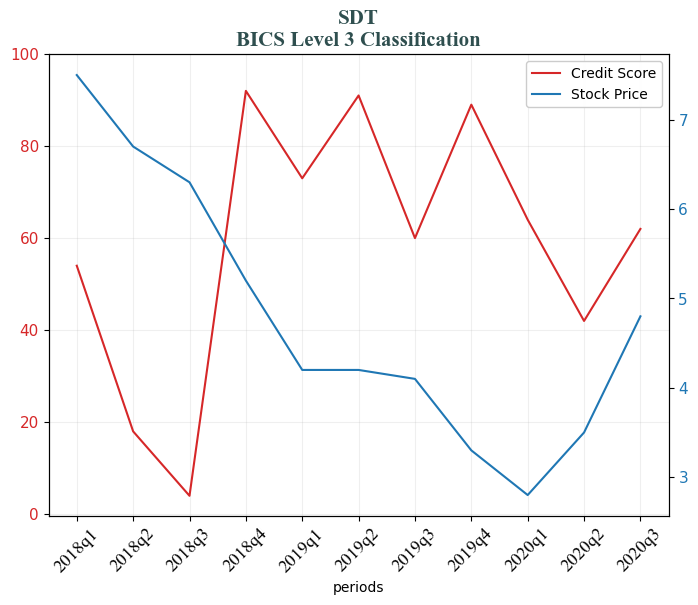 SDT
BICS Level 3 Classification
Credit Score
Stock Price
100
80
60
40
20
0
7
6
5
4
3
2018q1
2018q2
2018q3
2018q4
2019q1
2019q2
2019q3
2019q4
2020q1
2020q2
2020q3
periods